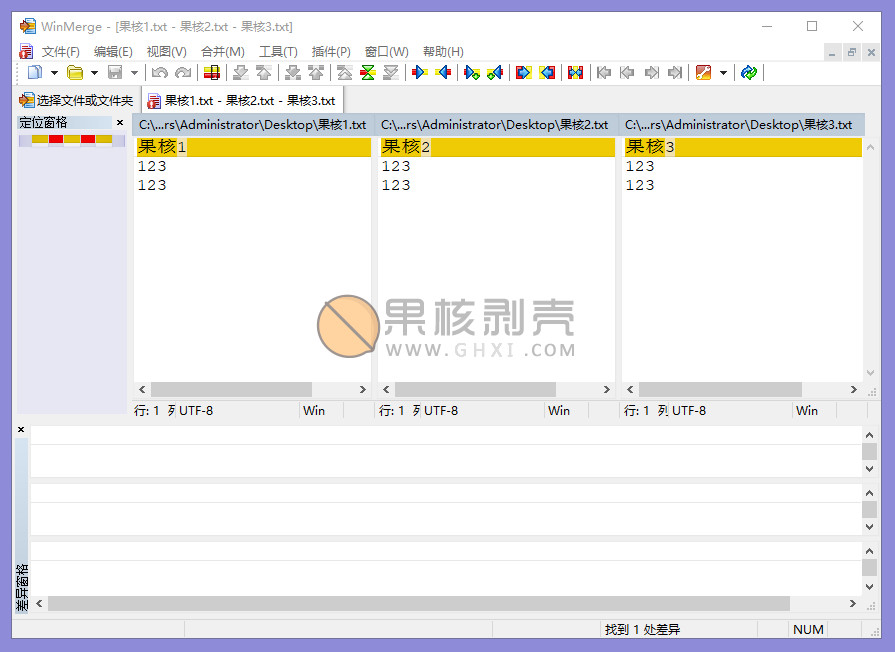 WinMerge - [果核1.txt - 果核2.txt - 果核3.txt]
文件(F) 编辑(E) 视图(V) 合并(M) 工具(T) 插件(P) 窗口(W) 帮助(H)
选择文件或文件夹 果核1.txt - 果核2.txt - 果核3.txt
定位窗格
C:\...rs\Administrator\Desktop\果核1.txt C:\...rs\Administrator\Desktop\果核2.txt C:\...rs\Administrator\Desktop\果核3.txt
果核1 果核2 果核3
123 123 123
123 123 123
果核剥壳
WWW.GHXI.COM
行: 1 列 UTF-8 Win 行: 1 列 UTF-8 Win 行: 1 列 UTF-8 Win
差异窗格
找到 1 处差异 NUM